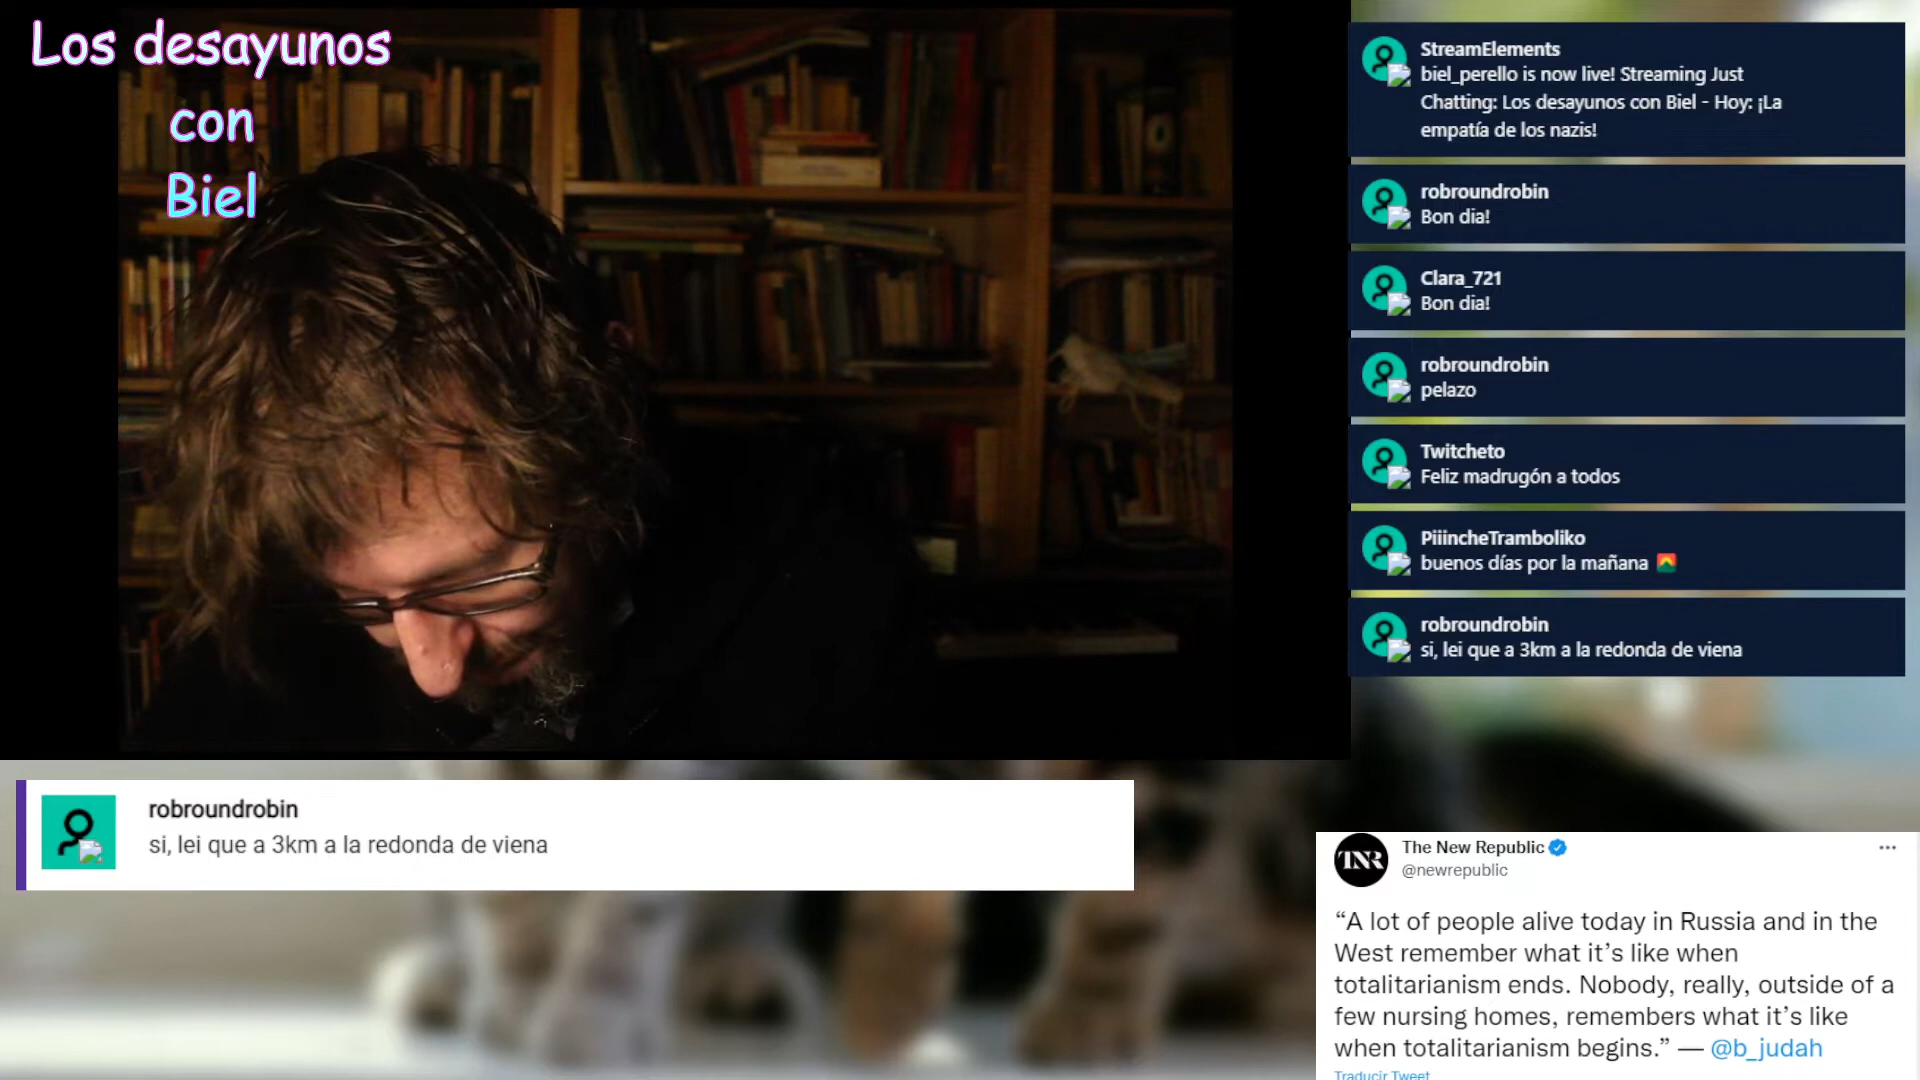 Los desayunos
con
Biel
StreamElements
biel_perello is now live! Streaming Just
Chatting: Los desayunos con Biel - Hoy: ¡La
empatía de los nazis!
robroundrobin
Bon dia!
Clara_721
Bon dia!
robroundrobin
pelazo
Twitcheto
Feliz madrugón a todos
PiiincheTramboliko
buenos días por la mañana
robroundrobin
si, lei que a 3km a la redonda de viena
robroundrobin
si, lei que a 3km a la redonda de viena
TNR
The New Republic
@newrepublic
“A lot of people alive today in Russia and in the
West remember what it’s like when
totalitarianism ends. Nobody, really, outside of a
few nursing homes, remembers what it’s like
when totalitarianism begins.” — @b_judah
Traducir Tweet